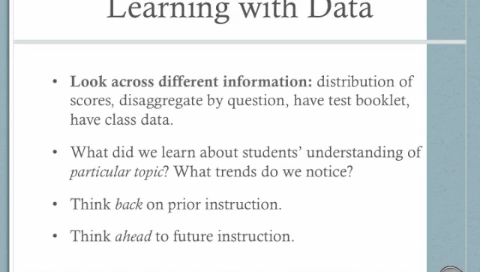 Learning with Data
• Look across different information: distribution of
scores, disaggregate by question, have test booklet,
have class data.
• What did we learn about students' understanding of
particular topic? What trends do we notice?
• Think back on prior instruction.
• Think ahead to future instruction.